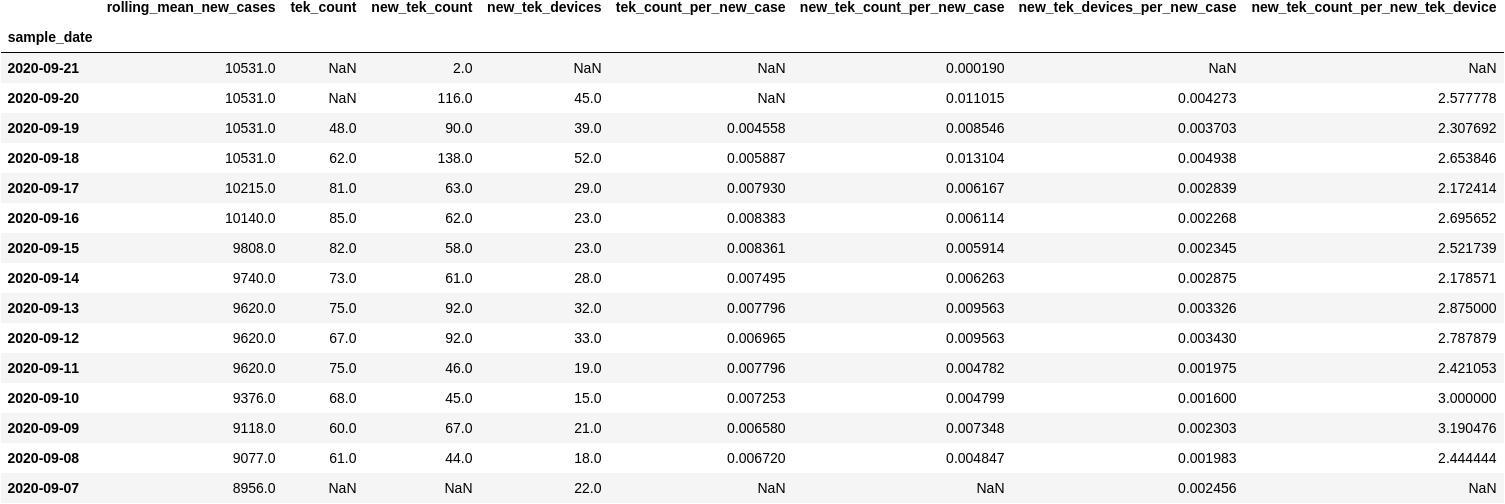 rolling_mean_new_cases tek_count new_tek_count new_tek_devices tek_count_per_new_case new_tek_count_per_new_case new_tek_devices_per_new_case new_tek_count_per_new_tek_device
sample_date
2020-09-21 10531.0 NaN 2.0 NaN NaN 0.000190 NaN NaN
2020-09-20 10531.0 NaN 116.0 45.0 NaN 0.011015 0.004273 2.577778
2020-09-19 10531.0 48.0 90.0 39.0 0.004558 0.008546 0.003703 2.307692
2020-09-18 10531.0 62.0 138.0 52.0 0.005887 0.013104 0.004938 2.653846
2020-09-17 10215.0 81.0 63.0 29.0 0.007930 0.006167 0.002839 2.172414
2020-09-16 10140.0 85.0 62.0 23.0 0.008383 0.006114 0.002268 2.695652
2020-09-15 9808.0 82.0 58.0 23.0 0.008361 0.005914 0.002345 2.521739
2020-09-14 9740.0 73.0 61.0 28.0 0.007495 0.006263 0.002875 2.178571
2020-09-13 9620.0 75.0 92.0 32.0 0.007796 0.009563 0.003326 2.875000
2020-09-12 9620.0 67.0 92.0 33.0 0.006965 0.009563 0.003430 2.787879
2020-09-11 9620.0 75.0 46.0 19.0 0.007796 0.004782 0.001975 2.421053
2020-09-10 9376.0 68.0 45.0 15.0 0.007253 0.004799 0.001600 3.000000
2020-09-09 9118.0 60.0 67.0 21.0 0.006580 0.007348 0.002303 3.190476
2020-09-08 9077.0 61.0 44.0 18.0 0.006720 0.004847 0.001983 2.444444
2020-09-07 8956.0 NaN NaN 22.0 NaN NaN 0.002456 NaN